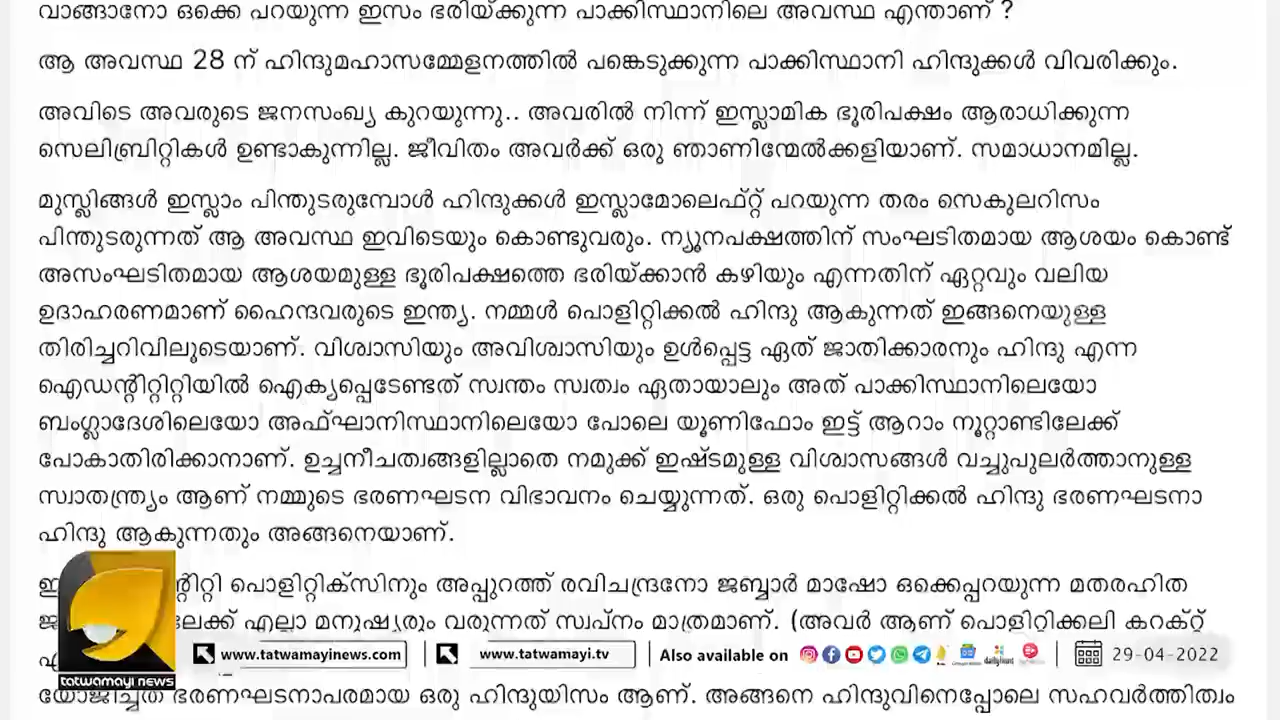 വാങ്ങാനോ ഒക്കെ പറയുന്ന ഇസം ഭരിയ്ക്കുന്ന പാക്കിസ്ഥാനിലെ അവസ്ഥ എന്താണ് ?
ആ അവസ്ഥ 28 ന് ഹിന്ദുമഹാസമ്മേളനത്തിൽ പങ്കെടുക്കുന്ന പാക്കിസ്ഥാനി ഹിന്ദുക്കൾ വിവരിക്കും.
അവിടെ അവരുടെ ജനസംഖ്യ കുറയുന്നു.. അവരിൽ നിന്ന് ഇസ്ലാമിക ഭൂരിപക്ഷം ആരാധിക്കുന്ന
സെലിബ്രിറ്റികൾ ഉണ്ടാകുന്നില്ല. ജീവിതം അവർക്ക് ഒരു ഞാണിന്മേൽക്കളിയാണ്. സമാധാനമില്ല.
മുസ്ലിങ്ങൾ ഇസ്ലാം പിന്തുടരുമ്പോൾ ഹിന്ദുക്കൾ ഇസ്ലാമോലെഫ്റ്റ് പറയുന്ന തരം സെകുലറിസം
പിന്തുടരുന്നത് ആ അവസ്ഥ ഇവിടെയും കൊണ്ടുവരും. ന്യൂനപക്ഷത്തിന് സംഘടിതമായ ആശയം കൊണ്ട്
അസംഘടിതമായ ആശയമുള്ള ഭൂരിപക്ഷത്തെ ഭരിയ്ക്കാൻ കഴിയും എന്നതിന് ഏറ്റവും വലിയ
ഉദാഹരണമാണ് ഹൈന്ദവരുടെ ഇന്ത്യ. നമ്മൾ പൊളിറ്റിക്കൽ ഹിന്ദു ആകുന്നത് ഇങ്ങനെയുള്ള
തിരിച്ചറിവിലൂടെയാണ്. വിശ്വാസിയും അവിശ്വാസിയും ഉൾപ്പെട്ട ഏത് ജാതിക്കാരനും ഹിന്ദു എന്ന
ഐഡന്റിറ്റിറ്റിയിൽ ഐക്യപ്പെടേണ്ടത് സ്വന്തം സ്വത്വം ഏതായാലും അത് പാക്കിസ്ഥാനിലെയോ
ബംഗ്ലാദേശിലെയോ അഫ്ഘാനിസ്ഥാനിലെയോ പോലെ യൂണിഫോം ഇട്ട് ആറാം നൂറ്റാണ്ടിലേക്ക്
പോകാതിരിക്കാനാണ്. ഉച്ചനീചത്വങ്ങളില്ലാതെ നമുക്ക് ഇഷ്ടമുള്ള വിശ്വാസങ്ങൾ വച്ചുപുലർത്താനുള്ള
സ്വാതന്ത്ര്യം ആണ് നമ്മുടെ ഭരണഘടന വിഭാവനം ചെയ്യുന്നത്. ഒരു പൊളിറ്റിക്കൽ ഹിന്ദു ഭരണഘടനാ
ഹിന്ദു ആകുന്നതും അങ്ങനെയാണ്.
പൊളിറ്റിക്സിനും അപ്പുറത്ത് രവിചന്ദ്രനോ ജബ്ബാർ മാഷോ ഒക്കെപ്പറയുന്ന മതരഹിത
എല്ലാ മനുഷ്യരും വരുന്നത് സ്വപ്നം മാത്രമാണ്. (അവർ ആണ് പൊളിറ്റിക്കലി കറക്റ്റ്
tatwamayi news www.tatwamayinews.com www.tatwamayi.tv Also available on dailyhunt 29-04-2022
യോജിച്ചത് ഭരണഘടനാപരമായ ഒരു ഹിന്ദുയിസം ആണ്. അങ്ങനെ ഹിന്ദുവിനെപ്പോലെ സഹവർത്തിത്വം